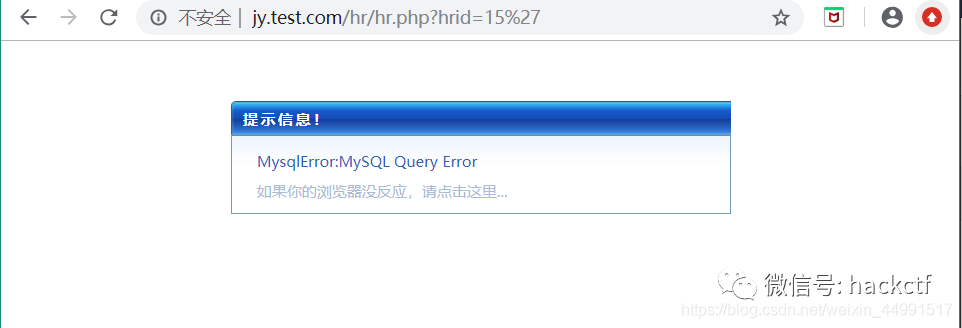 不安全 | jy.test.com/hr/hr.php?hrid=15%27
提示信息！
MysqlError:MySQL Query Error
如果你的浏览器没反应，请点击这里...
微信号: hackctf
https://blog.csdn.net/weixin_44991517